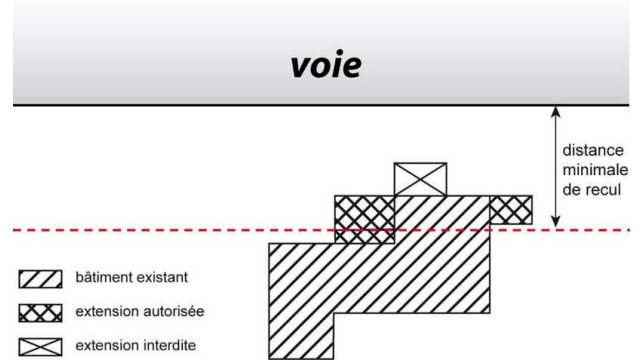 voie
distance
minimale
de recul
bâtiment existant
extension autorisée
extension interdite